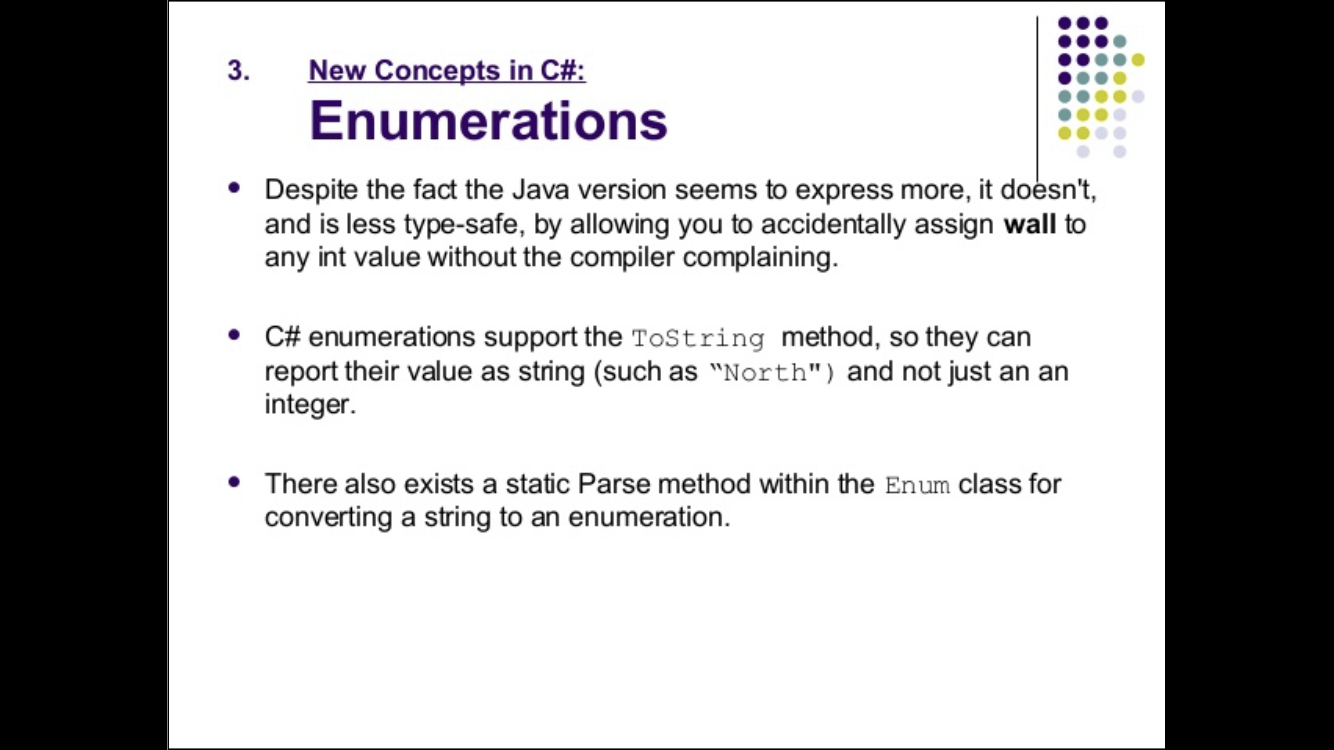 3. New Concepts in C#:
Enumerations
• Despite the fact the Java version seems to express more, it doesn't,
and is less type-safe, by allowing you to accidentally assign wall to
any int value without the compiler complaining.
• C# enumerations support the ToString method, so they can
report their value as string (such as “North") and not just an an
integer.
• There also exists a static Parse method within the Enum class for
converting a string to an enumeration.